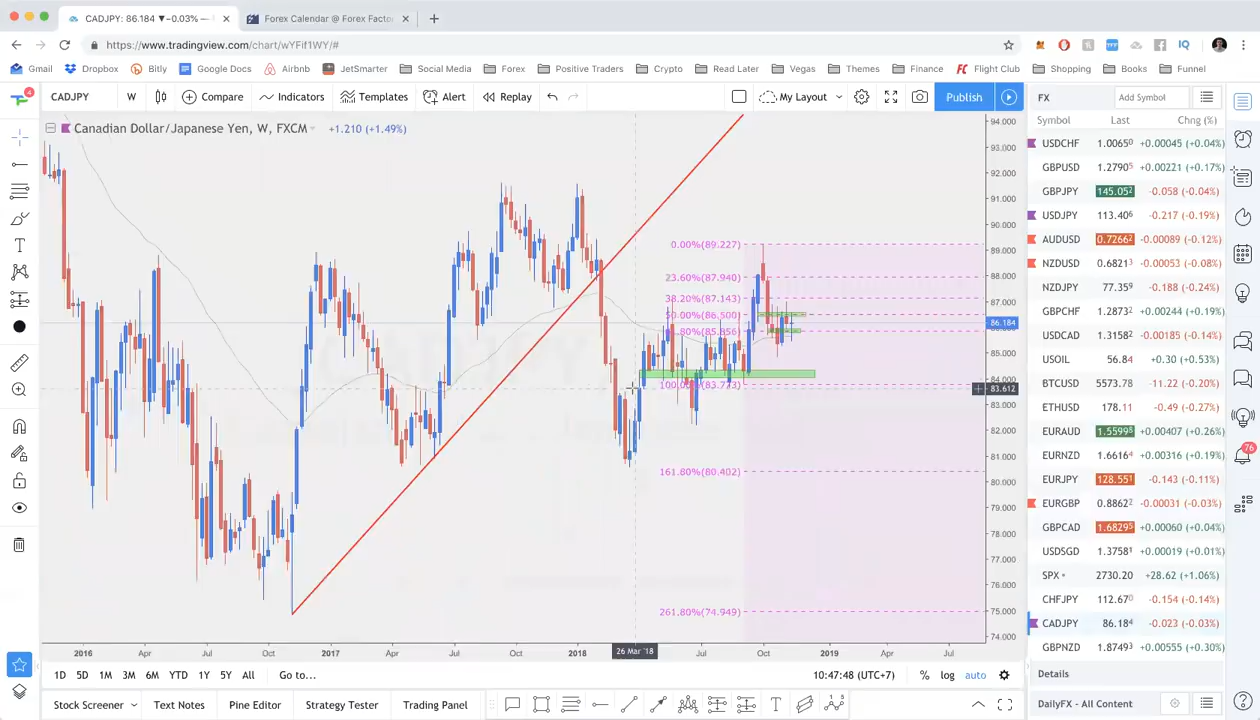 CADJPY: 86.184 ▼−0.03% —
Forex Calendar @ Forex Facto
https://www.tradingview.com/chart/wYFif1WY/#
Gmail Dropbox Bitly Google Docs Airbnb JetSmarter Social Media Forex Positive Traders Crypto Read Later Vegas Themes Finance Flight Club Shopping Books Funnel
CADJPY W Compare Indicators Templates Alert Replay My Layout Publish
FX Add Symbol
Symbol Last Chng (%)
Canadian Dollar/Japanese Yen, W, FXCM +1.210 (+1.49%)
94.000
93.000
92.000
91.000
90.000
89.000
88.000
87.000
86.184
85.000
84.000
83.612
83.000
82.000
81.000
80.000
79.000
78.000
77.000
76.000
75.000
74.000
0.00%(89.227)
23.60%(87.940)
38.20%(87.143)
50.00%(86.500)
100.00%(83.773)
161.80%(80.402)
261.80%(74.949)
2016 Apr Jul Oct 2017 Apr Jul Oct 2018 26 Mar '18 Jul Oct 2019 Jul
USDCHF 1.00650 +0.00045 (+0.04%)
GBPUSD 1.27905 +0.00221 (+0.17%)
GBPJPY 145.052 -0.058 (-0.04%)
USDJPY 113.406 -0.217 (-0.19%)
AUDUSD 0.72662 -0.00089 (-0.12%)
NZDUSD 0.68213 -0.00053 (-0.08%)
NZDJPY 77.359 -0.188 (-0.24%)
GBPCHF 1.28732 +0.00244 (+0.19%)
USDCAD 1.31582 -0.00185 (-0.14%)
USOIL 56.84 +0.30 (+0.53%)
BTCUSD 5573.78 -11.22 (-0.20%)
ETHUSD 178.11 -0.49 (-0.27%)
EURAUD 1.55998 +0.00407 (+0.26%)
EURNZD 1.66164 +0.00316 (+0.19%)
EURJPY 128.551 -0.143 (-0.11%)
EURGBP 0.88622 -0.00031 (-0.03%)
GBPCAD 1.68295 +0.00060 (+0.04%)
USDSGD 1.37581 +0.00019 (+0.01%)
SPX 2730.20 +28.62 (+1.06%)
CHFJPY 112.670 -0.154 (-0.14%)
CADJPY 86.184 -0.023 (-0.03%)
GBPNZD 1.87493 +0.00555 (+0.30%)
76
1D 5D 1M 3M 6M YTD 1Y 5Y All Go to... 10:47:48 (UTC+7) % log auto
Details
Stock Screener Text Notes Pine Editor Strategy Tester Trading Panel
DailyFX - All Content